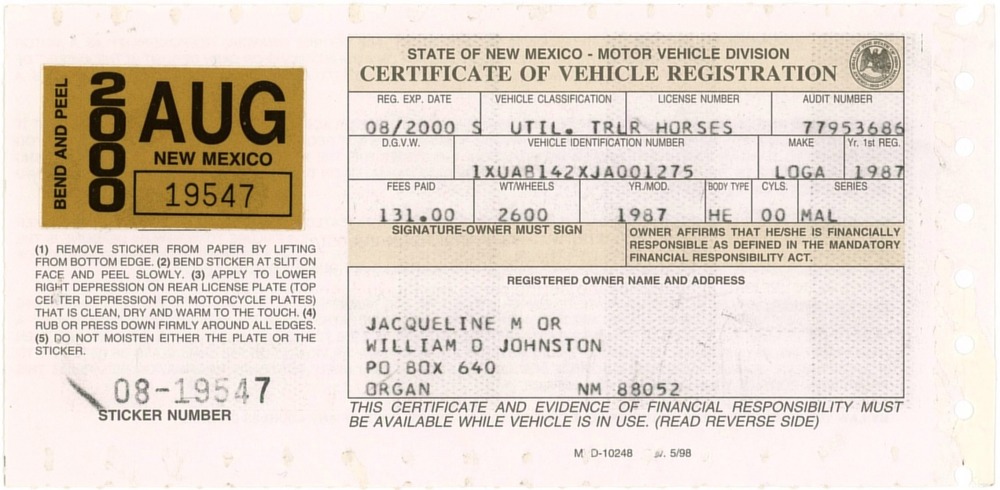 BEND AND PEEL
2000
AUG
NEW MEXICO
19547
(1) REMOVE STICKER FROM PAPER BY LIFTING
FROM BOTTOM EDGE. (2) BEND STICKER AT SLIT ON
FACE AND PEEL SLOWLY. (3) APPLY TO LOWER
RIGHT DEPRESSION ON REAR LICENSE PLATE (TOP
CENTER DEPRESSION FOR MOTORCYCLE PLATES)
THAT IS CLEAN, DRY AND WARM TO THE TOUCH. (4)
RUB OR PRESS DOWN FIRMLY AROUND ALL EDGES.
(5) DO NOT MOISTEN EITHER THE PLATE OR THE
STICKER.
08-19547
STICKER NUMBER
STATE OF NEW MEXICO - MOTOR VEHICLE DIVISION
CERTIFICATE OF VEHICLE REGISTRATION
REG. EXP. DATE VEHICLE CLASSIFICATION LICENSE NUMBER AUDIT NUMBER
08/2000 S UTIL. TRLR HORSES 77953686
D.G.V.W. VEHICLE IDENTIFICATION NUMBER MAKE Yr. 1st REG.
1XUAB142XJA001275 LOGA 1987
FEES PAID WT/WHEELS YR./MOD. BODY TYPE CYLS. SERIES
131.00 2600 1987 HE 00 MAL
SIGNATURE-OWNER MUST SIGN
OWNER AFFIRMS THAT HE/SHE IS FINANCIALLY
RESPONSIBLE AS DEFINED IN THE MANDATORY
FINANCIAL RESPONSIBILITY ACT.
REGISTERED OWNER NAME AND ADDRESS
JACQUELINE M OR
WILLIAM D JOHNSTON
PO BOX 640
ORGAN NM 88052
THIS CERTIFICATE AND EVIDENCE OF FINANCIAL RESPONSIBILITY MUST
BE AVAILABLE WHILE VEHICLE IS IN USE. (READ REVERSE SIDE)
D-10248 5/98